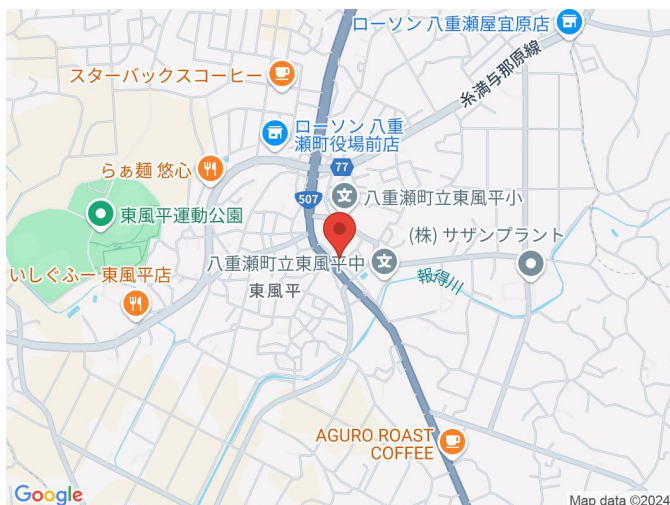 ローソン 八重瀬屋宜原店
スターバックスコーヒー
糸満与那原線
ローソン 八重
瀬町役場前店
らぁ麺 悠心
77
507
八重瀬町立東風平小
東風平運動公園
(株) サザンプラント
八重瀬町立東風平中
いしぐふー 東風平店
報得川
東風平
AGURO ROAST
COFFEE
Google
Map data ©2024